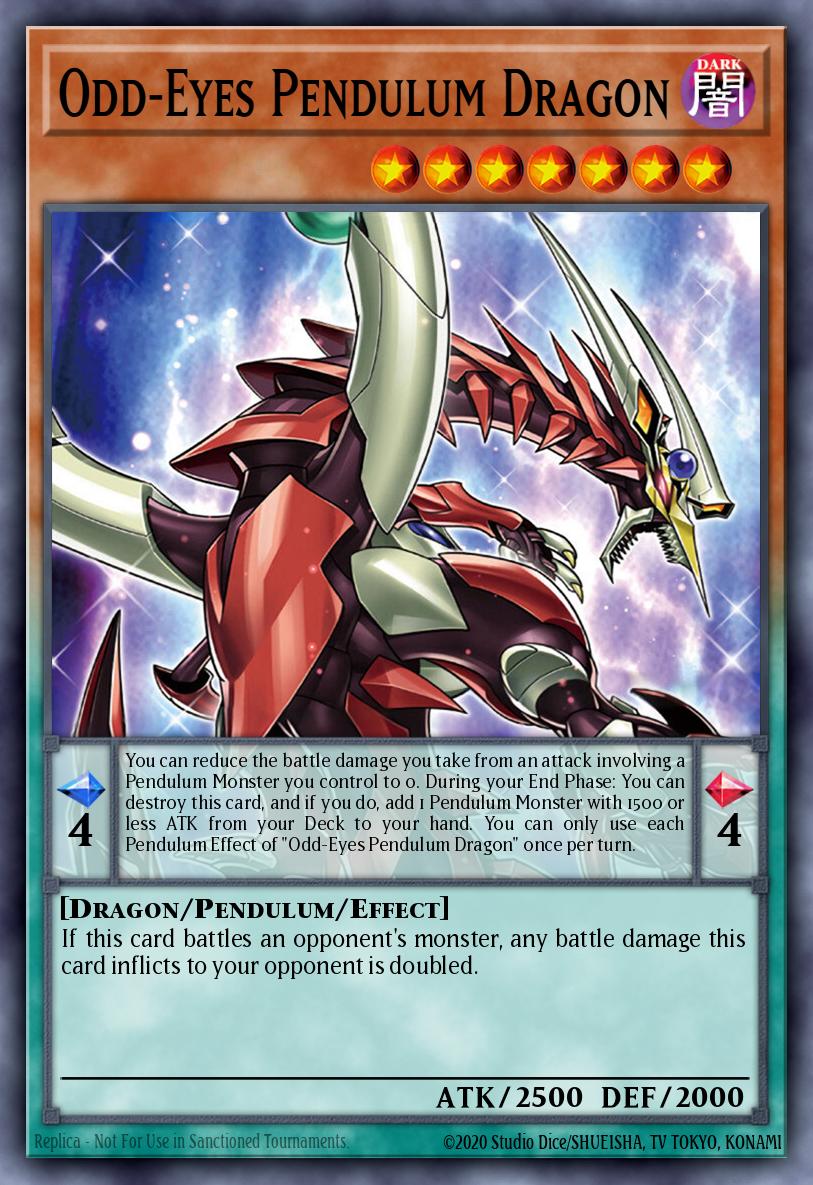 Odd-Eyes Pendulum Dragon
DARK
闇
You can reduce the battle damage you take from an attack involving a
Pendulum Monster you control to 0. During your End Phase: You can
destroy this card, and if you do, add 1 Pendulum Monster with 1500 or
less ATK from your Deck to your hand. You can only use each
Pendulum Effect of "Odd-Eyes Pendulum Dragon" once per turn.
4
4
[Dragon/Pendulum/Effect]
If this card battles an opponent's monster, any battle damage this
card inflicts to your opponent is doubled.
ATK/2500 DEF/2000
Replica - Not For Use in Sanctioned Tournaments.
©2020 Studio Dice/SHUEISHA, TV TOKYO, KONAMI